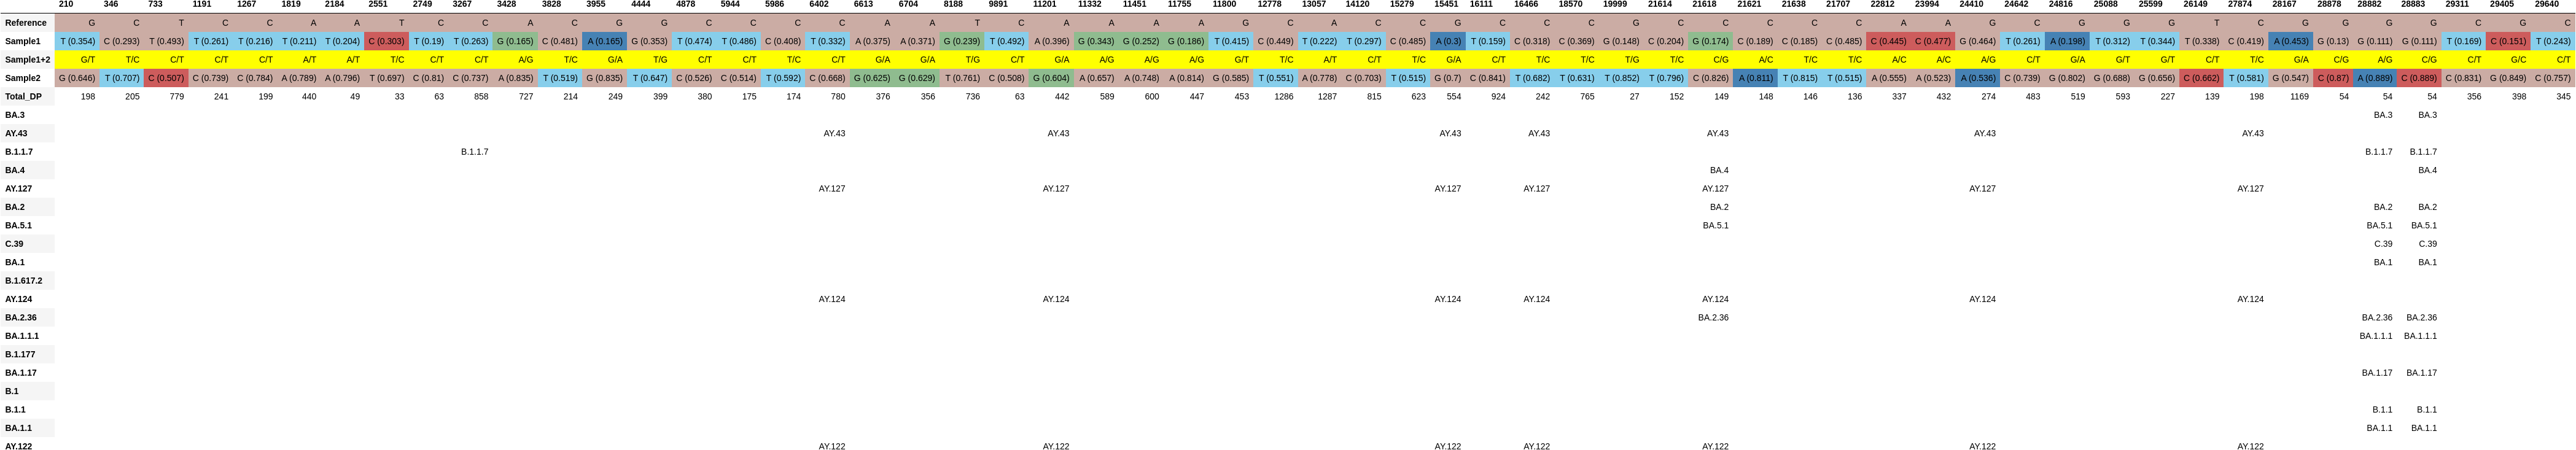 210 346 733 1191 1267 1819 2184 2551 2749 3267 3428 3828 3955 4444 4878 5944 5986 6402 6613 6704 8188 9891 11201 11332 11451 11755 11800 12778 13057 14120 15279 15451 16111 16466 18570 19999 21614 21618 21621 21638 21707 22812 23994 24410 24642 24816 25088 25599 26149 27874 28167 28878 28882 28883 29311 29405 29640
Reference G C T C C A A T C C A C G G C C C C A A T C A A A A G C A C C G C C C G C C C C C A A G C G G G T C G G G G C G C
Sample1 T (0.354) C (0.293) T (0.493) T (0.261) T (0.216) T (0.211) T (0.204) C (0.303) T (0.19) T (0.263) G (0.165) C (0.481) A (0.165) G (0.353) T (0.474) T (0.486) C (0.408) T (0.332) A (0.375) A (0.371) G (0.239) T (0.492) A (0.396) G (0.343) G (0.252) G (0.186) T (0.415) C (0.449) T (0.222) T (0.297) C (0.485) A (0.3) T (0.159) C (0.318) C (0.369) G (0.148) C (0.204) G (0.174) C (0.189) C (0.185) C (0.485) C (0.445) C (0.477) G (0.464) T (0.261) A (0.198) T (0.312) T (0.344) T (0.338) C (0.419) A (0.453) G (0.13) G (0.111) G (0.111) T (0.169) C (0.151) T (0.243)
Sample1+2 G/T T/C C/T C/T C/T A/T A/T T/C C/T C/T A/G T/C G/A T/G C/T C/T T/C C/T G/A G/A T/G C/T G/A A/G A/G A/G G/T T/C A/T C/T T/C G/A C/T T/C T/C T/G T/C C/G A/C T/C T/C A/C A/C A/G C/T G/A G/T G/T C/T T/C G/A C/G A/G C/G C/T G/C C/T
Sample2 G (0.646) T (0.707) C (0.507) C (0.739) C (0.784) A (0.789) A (0.796) T (0.697) C (0.81) C (0.737) A (0.835) T (0.519) G (0.835) T (0.647) C (0.526) C (0.514) T (0.592) C (0.668) G (0.625) G (0.629) T (0.761) C (0.508) G (0.604) A (0.657) A (0.748) A (0.814) G (0.585) T (0.551) A (0.778) C (0.703) T (0.515) G (0.7) C (0.841) T (0.682) T (0.631) T (0.852) T (0.796) C (0.826) A (0.811) T (0.815) T (0.515) A (0.555) A (0.523) A (0.536) C (0.739) G (0.802) G (0.688) G (0.656) C (0.662) T (0.581) G (0.547) C (0.87) A (0.889) C (0.889) C (0.831) G (0.849) C (0.757)
Total_DP 198 205 779 241 199 440 49 33 63 858 727 214 249 399 380 175 174 780 376 356 736 63 442 589 600 447 453 1286 1287 815 623 554 924 242 765 27 152 149 148 146 136 337 432 274 483 519 593 227 139 198 1169 54 54 54 356 398 345
BA.3 BA.3 BA.3
AY.43 AY.43 AY.43 AY.43 AY.43 AY.43 AY.43 AY.43
B.1.1.7 B.1.1.7 B.1.1.7 B.1.1.7
BA.4 BA.4 BA.4
AY.127 AY.127 AY.127 AY.127 AY.127 AY.127 AY.127 AY.127
BA.2 BA.2 BA.2 BA.2
BA.5.1 BA.5.1 BA.5.1 BA.5.1
C.39 C.39 C.39
BA.1 BA.1 BA.1
B.1.617.2
AY.124 AY.124 AY.124 AY.124 AY.124 AY.124 AY.124 AY.124
BA.2.36 BA.2.36 BA.2.36 BA.2.36
BA.1.1.1 BA.1.1.1 BA.1.1.1
B.1.177
BA.1.17 BA.1.17 BA.1.17
B.1
B.1.1 B.1.1 B.1.1
BA.1.1 BA.1.1 BA.1.1
AY.122 AY.122 AY.122 AY.122 AY.122 AY.122 AY.122 AY.122